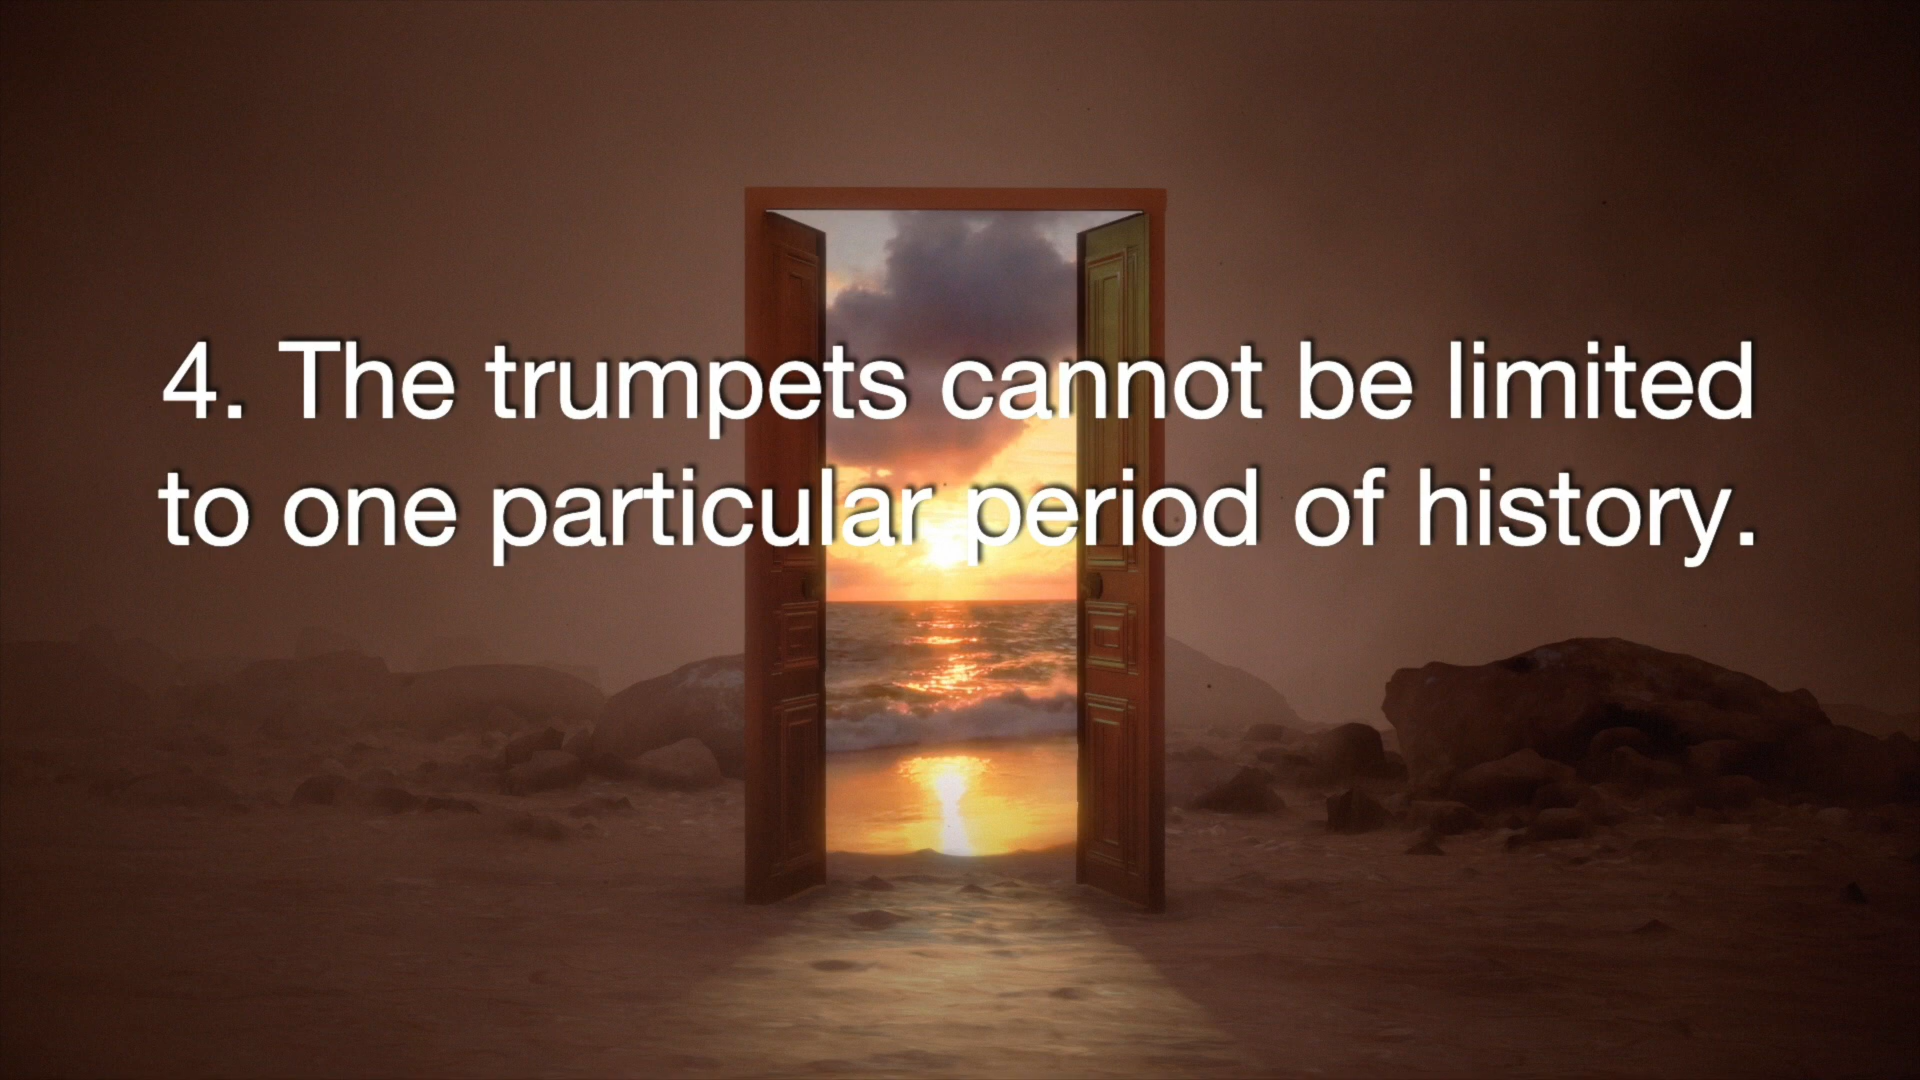 4. The trumpets cannot be limited
to one particular period of history.